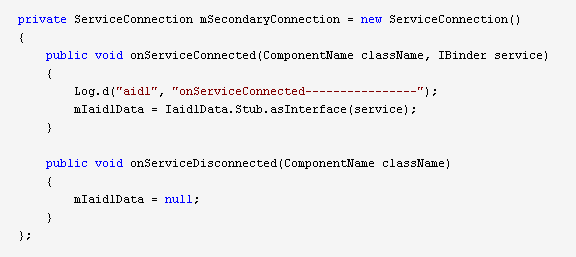 private ServiceConnection mSecondaryConnection = new ServiceConnection()
{
    public void onServiceConnected(ComponentName className, IBinder service)
    {
        Log.d("aidl", "onServiceConnected----------------");
        mIaidlData = IaidlData.Stub.asInterface(service);
    }

    public void onServiceDisconnected(ComponentName className)
    {
        mIaidlData = null;
    }
};